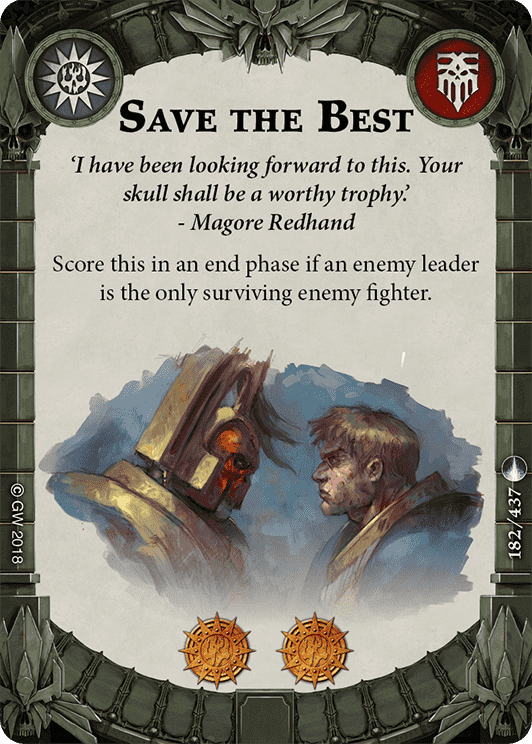 SAVE THE BEST
‘I have been looking forward to this. Your
skull shall be a worthy trophy.’
- Magore Redhand
Score this in an end phase if an enemy leader
is the only surviving enemy fighter.
©GW 2018
182/437